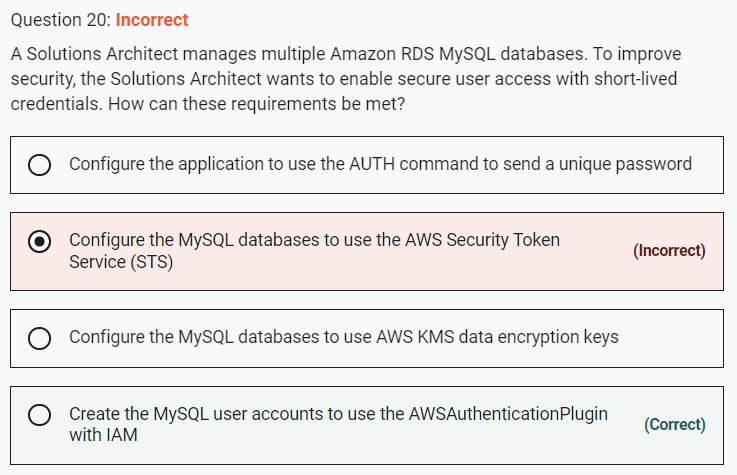 Question 20: Incorrect
A Solutions Architect manages multiple Amazon RDS MySQL databases. To improve
security, the Solutions Architect wants to enable secure user access with short-lived
credentials. How can these requirements be met?
Configure the application to use the AUTH command to send a unique password
Configure the MySQL databases to use the AWS Security Token
Service (STS)
(Incorrect)
Configure the MySQL databases to use AWS KMS data encryption keys
Create the MySQL user accounts to use the AWSAuthenticationPlugin
with IAM
(Correct)